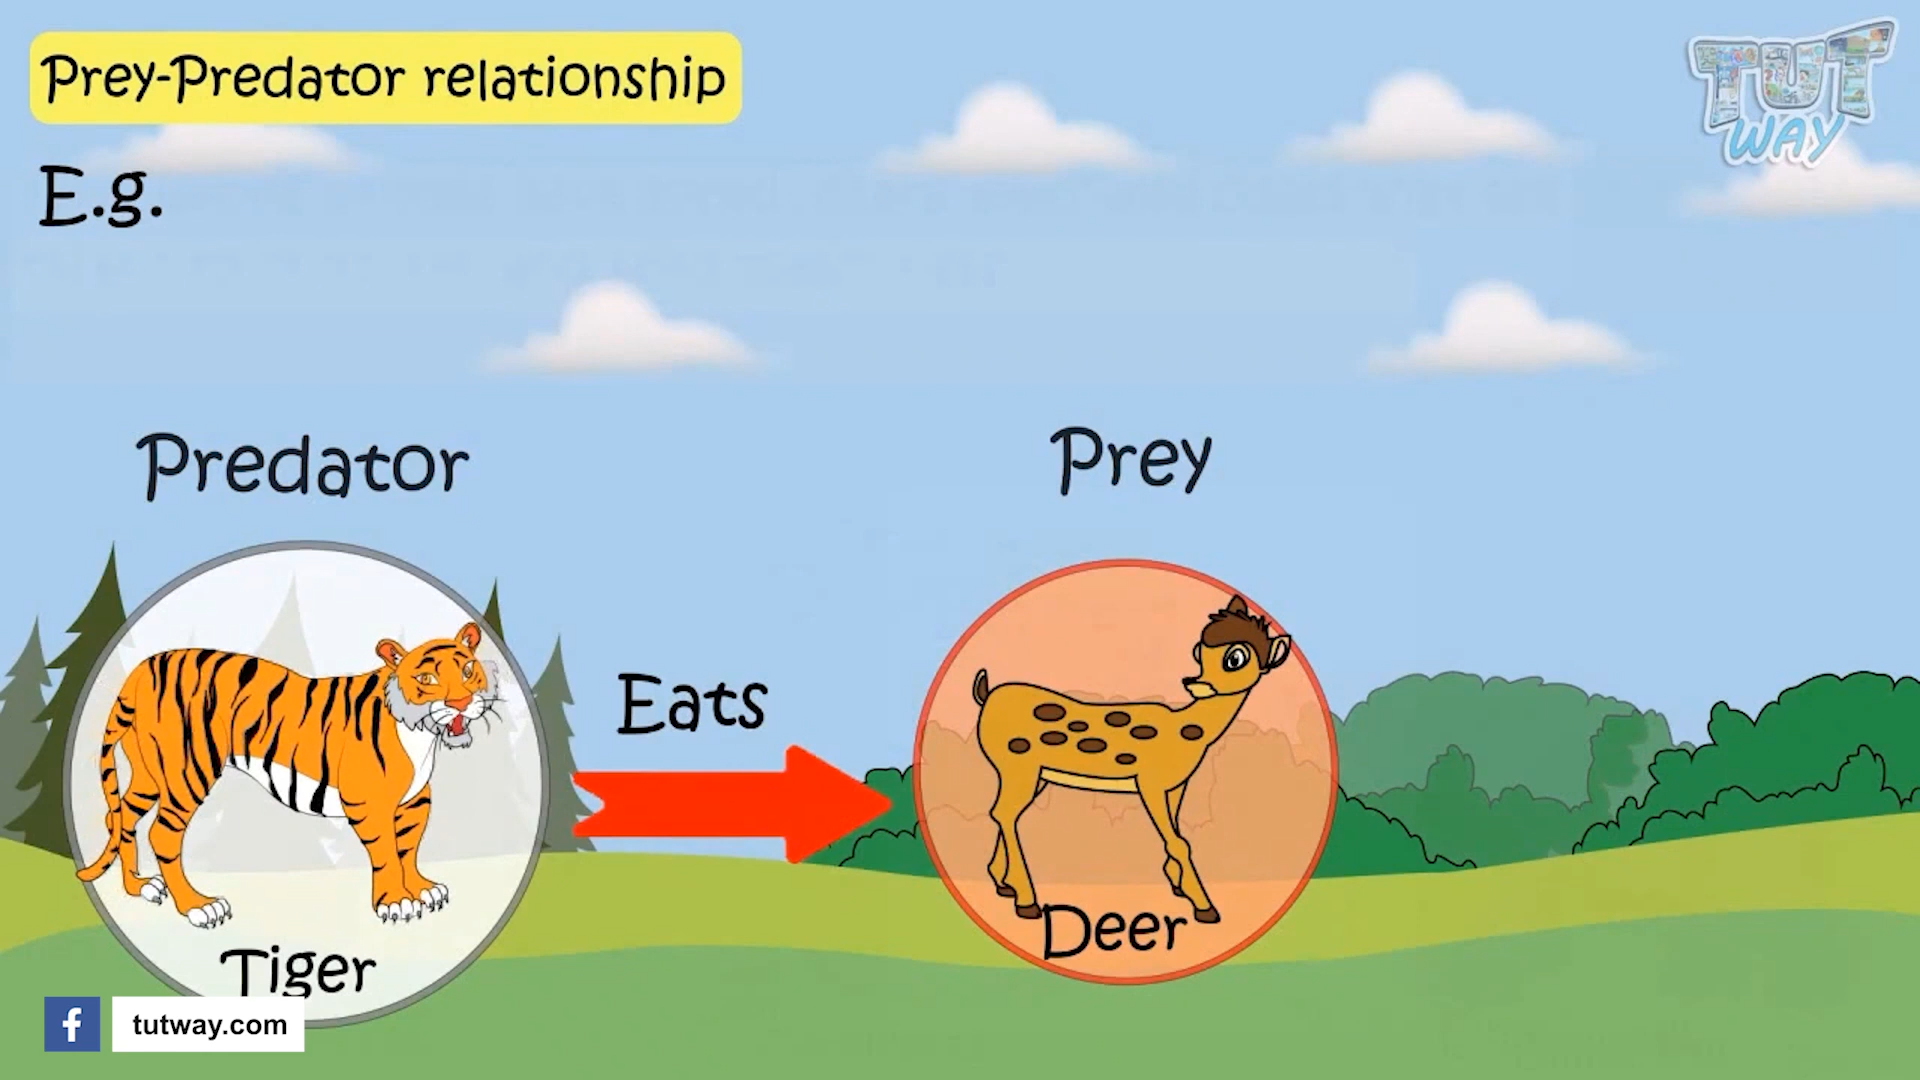 Prey-Predator relationship
TUT
WAY
E.g.
Predator
Prey
Eats
Deer
Tiger
f
tutway.com